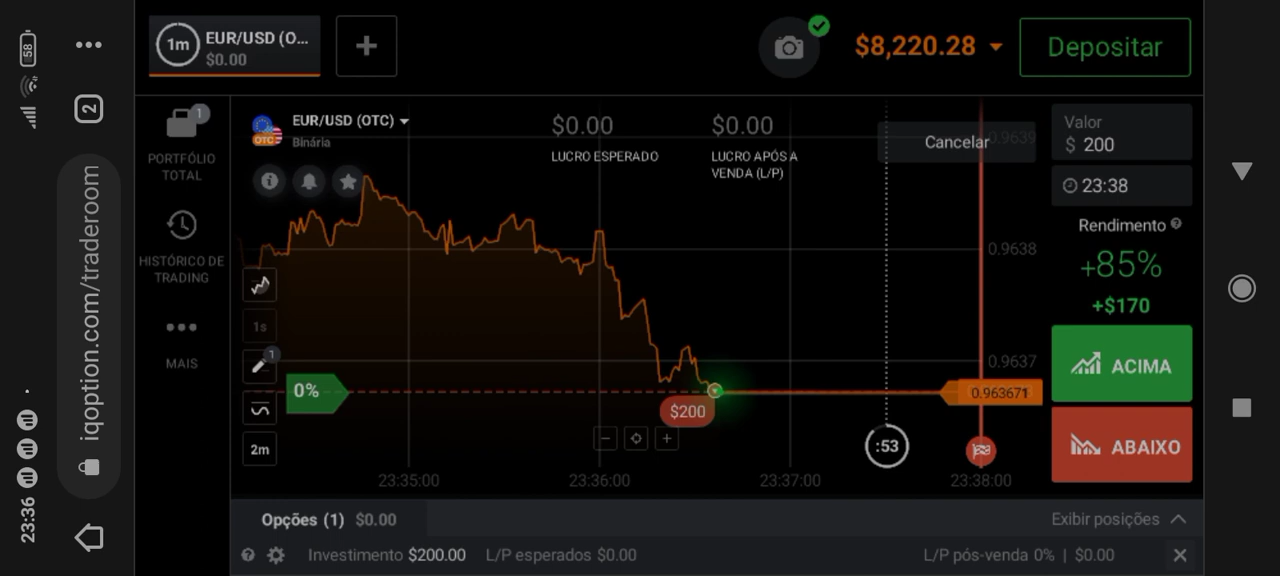 58
2
iqoption.com/traderoom
23:36
1m
EUR/USD (O...
$0.00
+
$8,220.28
Depositar
1
PORTFÓLIO
TOTAL
HISTÓRICO DE
TRADING
MAIS
OTC
EUR/USD (OTC)
Binária
$0.00
LUCRO ESPERADO
$0.00
LUCRO APÓS A
VENDA (L/P)
Cancelar
0.9639
0.9638
0.9637
0.963671
1s
1
2m
0%
$200
:53
23:35:00
23:36:00
23:37:00
23:38:00
Valor
$ 200
23:38
Rendimento ?
+85%
+$170
ACIMA
ABAIXO
Opções (1) $0.00
Exibir posições
? Investimento $200.00 L/P esperados $0.00
L/P pós-venda 0% | $0.00